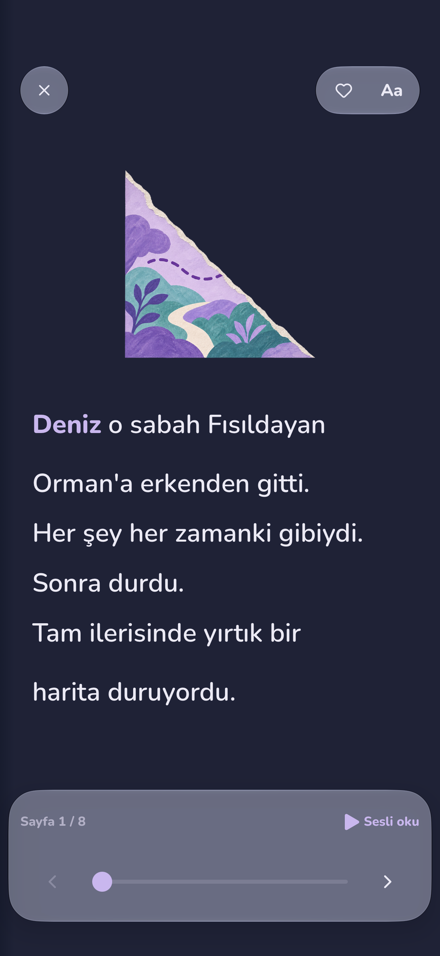 Aa
Deniz o sabah Fısıldayan
Orman'a erkenden gitti.
Her şey her zamanki gibiydi.
Sonra durdu.
Tam ilerisinde yırtık bir
harita duruyordu.
Sayfa 1 / 8
Sesli oku